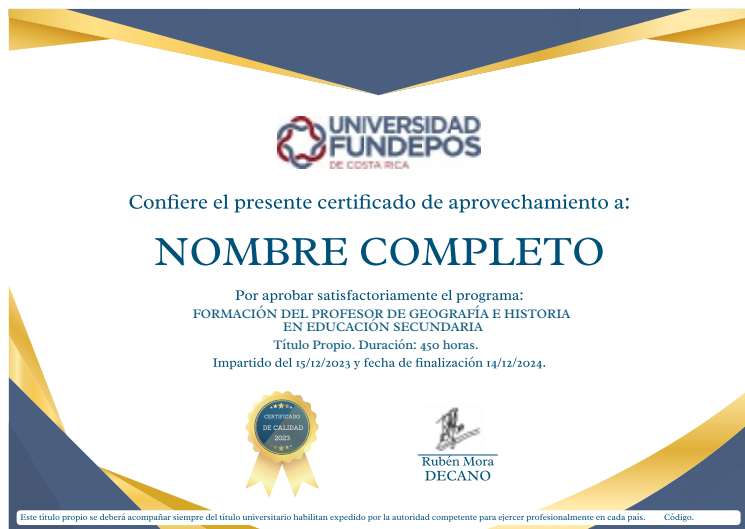 UNIVERSIDAD
FUNDEPOS
DE COSTA RICA
Confiere el presente certificado de aprovechamiento a:
NOMBRE COMPLETO
Por aprobar satisfactoriamente el programa:
FORMACIÓN DEL PROFESOR DE GEOGRAFÍA E HISTORIA
EN EDUCACIÓN SECUNDARIA
Título Propio. Duración: 450 horas.
Impartido del 15/12/2023 y fecha de finalización 14/12/2024.
CERTIFICADO
DE CALIDAD
2023
Rubén Mora
DECANO
Este título propio se deberá acompañar siempre del título universitario habilitan expedido por la autoridad competente para ejercer profesionalmente en cada país. Código.